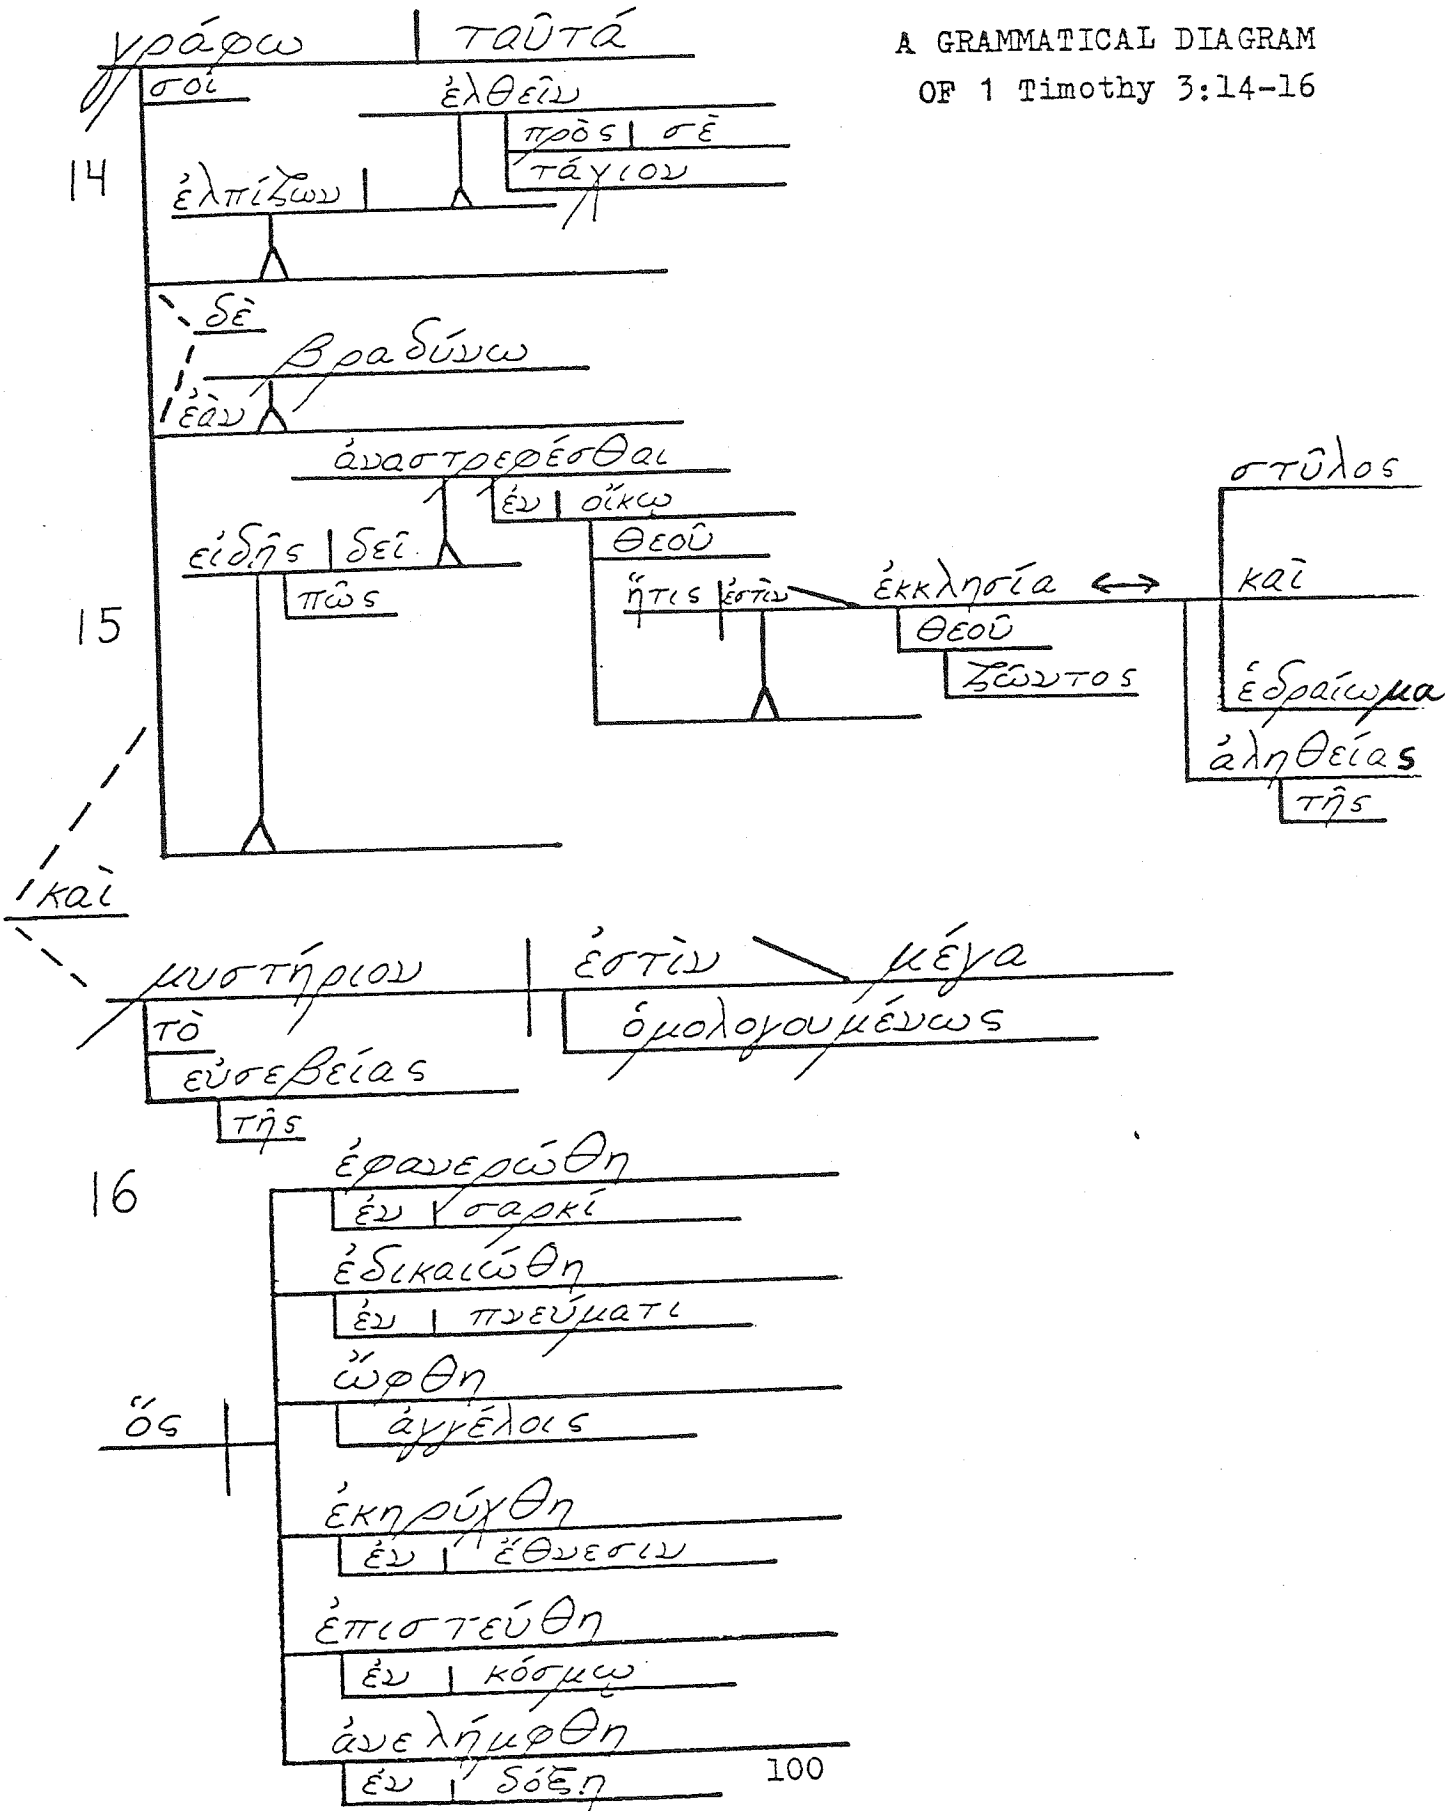 A GRAMMATICAL DIAGRAM
OF 1 Timothy 3:14-16
γράφω ταῦτά
σοί
ἐλθεῖν
πρὸς σὲ
14
τάχιον
ἐλπίζων
δὲ
βραδύνω
ἐὰν
ἀναστρεφέσθαι
στῦλος
ἐν οἴκῳ
εἰδῇς δεῖ
θεοῦ
πῶς
ἥτις ἐστὶν ἐκκλησία καὶ
15
θεοῦ
ζῶντος
ἑδραίωμα
ἀληθείας
τῆς
καὶ
μυστήριον ἐστὶν μέγα
τὸ
ὁμολογουμένως
εὐσεβείας
τῆς
16
ἐφανερώθη
ἐν σαρκί
ἐδικαιώθη
ἐν πνεύματι
ὤφθη
ὅς
ἀγγέλοις
ἐκηρύχθη
ἐν ἔθνεσιν
ἐπιστεύθη
ἐν κόσμῳ
ἀνελήμφθη
ἐν δόξῃ
100